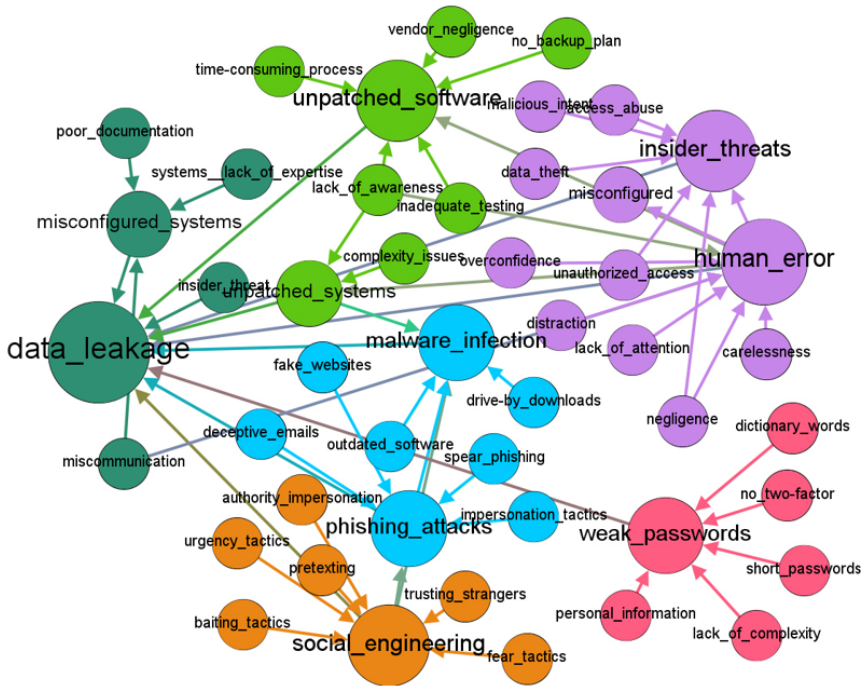 vendor_negligence
no_backup_plan
time-consuming_process
unpatched_software
malicious_intent
access_abuse
poor_documentation
insider_threats
systems__lack_of_expertise
data_theft
lack_of_awareness
misconfigured
inadequate_testing
misconfigured_systems
complexity_issues
overconfidence
human_error
unauthorized_access
insider_threat
unpatched_systems
distraction
malware_infection
data_leakage
lack_of_attention
carelessness
fake_websites
drive-by_downloads
negligence
dictionary_words
deceptive_emails
outdated_software
spear_phishing
miscommunication
authority_impersonation
no_two-factor
impersonation_tactics
phishing_attacks
weak_passwords
urgency_tactics
pretexting
short_passwords
trusting_strangers
personal_information
baiting_tactics
lack_of_complexity
social_engineering
fear_tactics